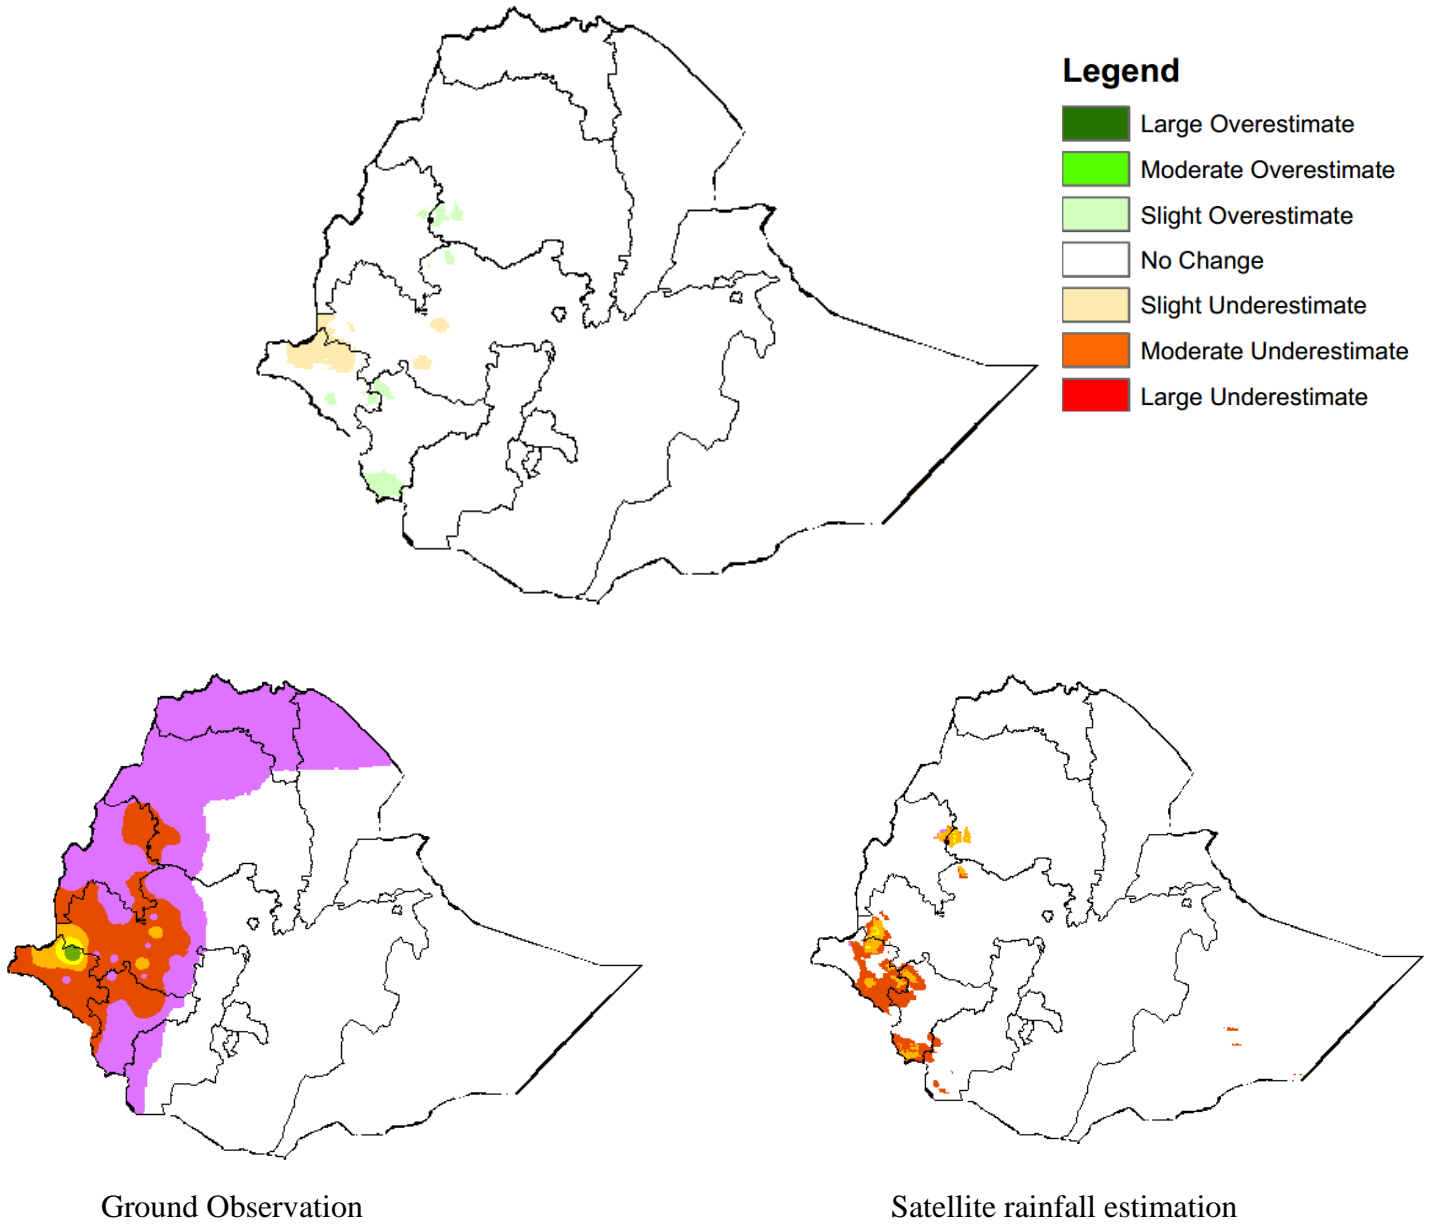 Legend
Large Overestimate
Moderate Overestimate
Slight Overestimate
No Change
Slight Underestimate
Moderate Underestimate
Large Underestimate
Ground Observation
Satellite rainfall estimation